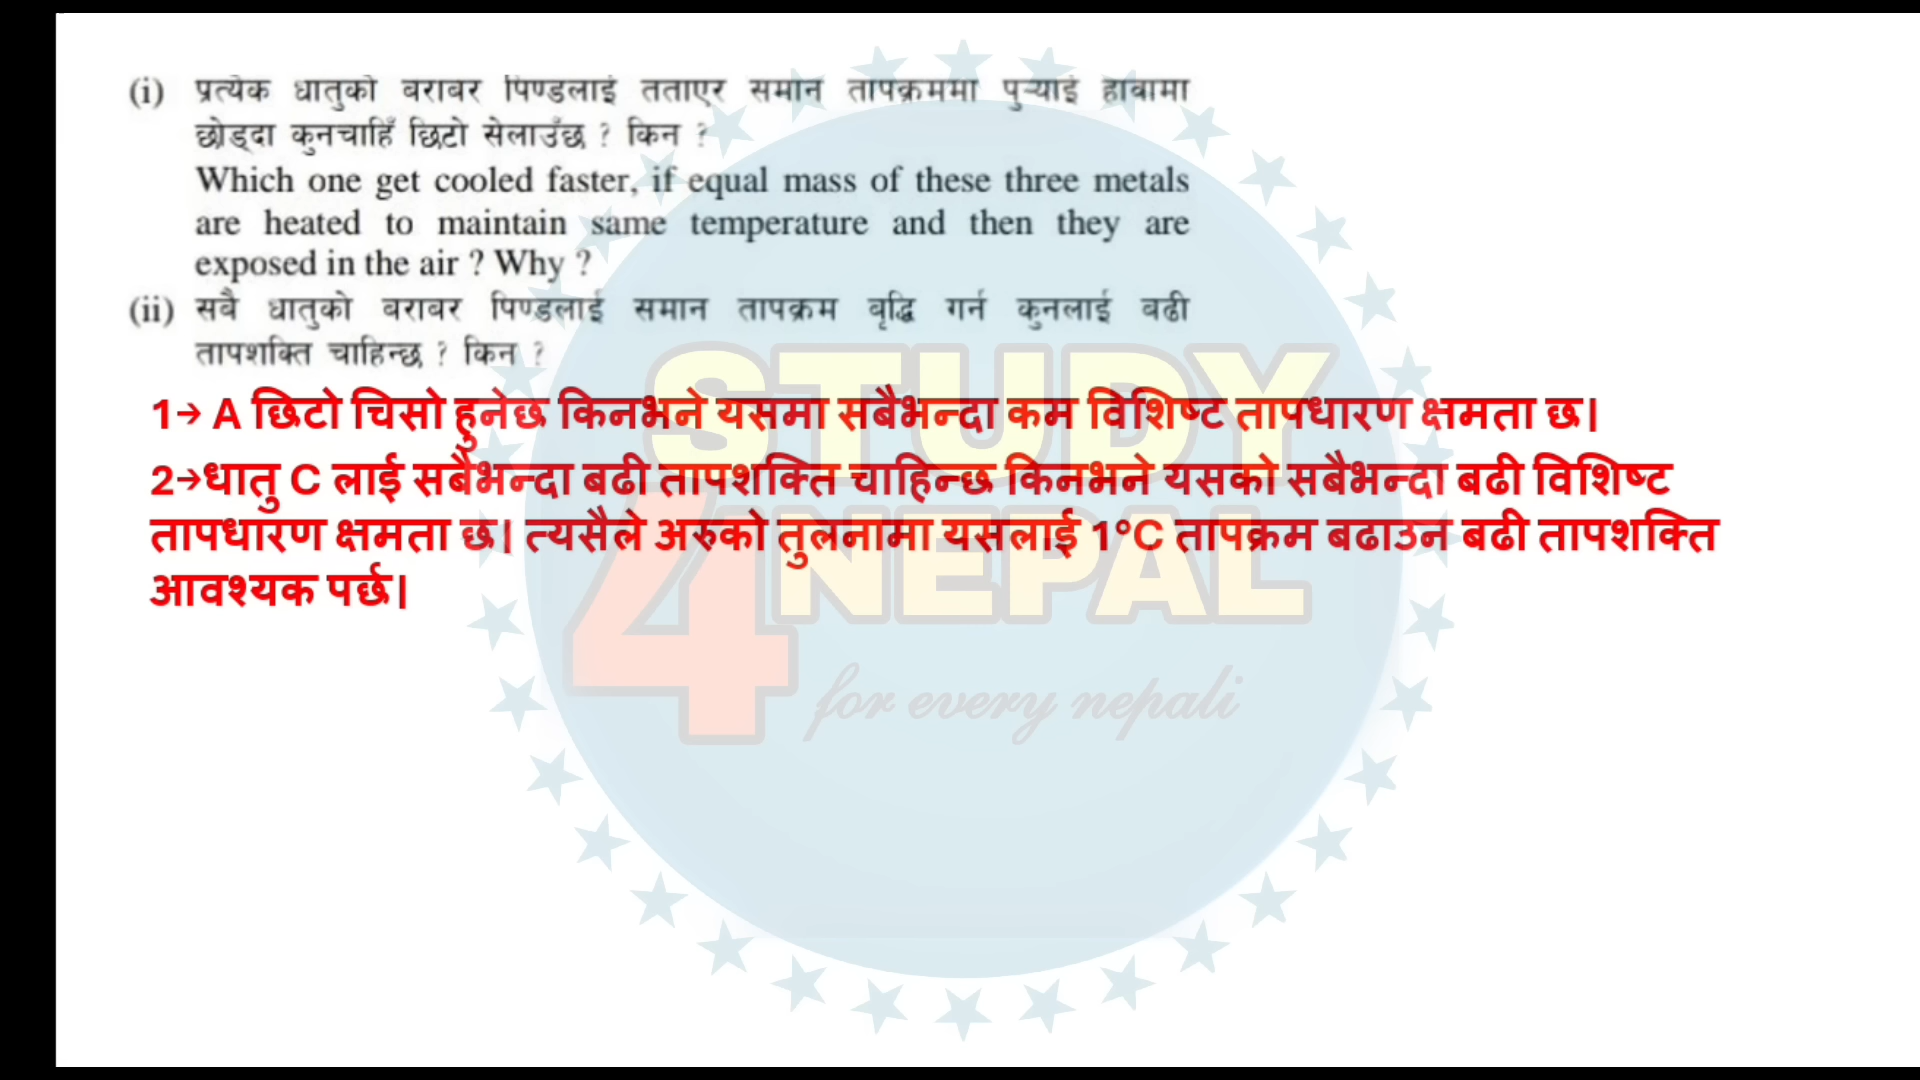 (i) प्रत्येक धातुको बराबर पिण्डलाई तताएर समान तापक्रममा पुऱ्याई हावामा
छोड्दा कुनचाहिँ छिटो सेलाउँछ ? किन ?
Which one get cooled faster, if equal mass of these three metals
are heated to maintain same temperature and then they are
exposed in the air ? Why ?
(ii) सबै धातुको बराबर पिण्डलाई समान तापक्रम बृद्धि गर्न कुनलाई बढी
तापशक्ति चाहिन्छ ? किन ?
1→ A छिटो चिसो हुनेछ किनभने यसमा सबैभन्दा कम विशिष्ट तापधारण क्षमता छ|
2→धातु C लाई सबैभन्दा बढी तापशक्ति चाहिन्छ किनभने यसको सबैभन्दा बढी विशिष्ट
तापधारण क्षमता छ| त्यसैले अरुको तुलनामा यसलाई 1°C तापक्रम बढाउन बढी तापशक्ति
आवश्यक पर्छ|
STUDY
4 NEPAL
for every nepali